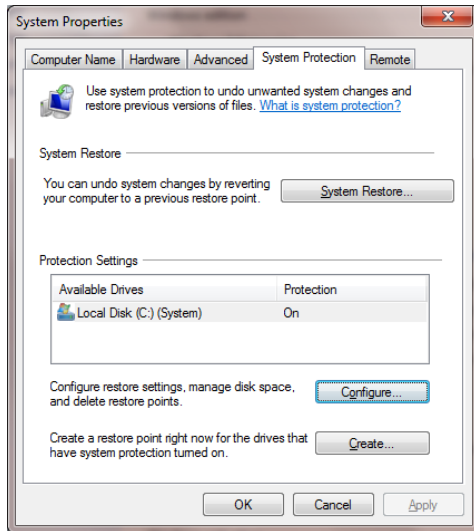 System Properties
Computer Name Hardware Advanced System Protection Remote
Use system protection to undo unwanted system changes and
restore previous versions of files. What is system protection?
System Restore
You can undo system changes by reverting
your computer to a previous restore point.
System Restore...
Protection Settings
Available Drives Protection
Local Disk (C:) (System) On
Configure restore settings, manage disk space,
and delete restore points.
Configure...
Create a restore point right now for the drives that
have system protection turned on.
Create...
OK Cancel Apply